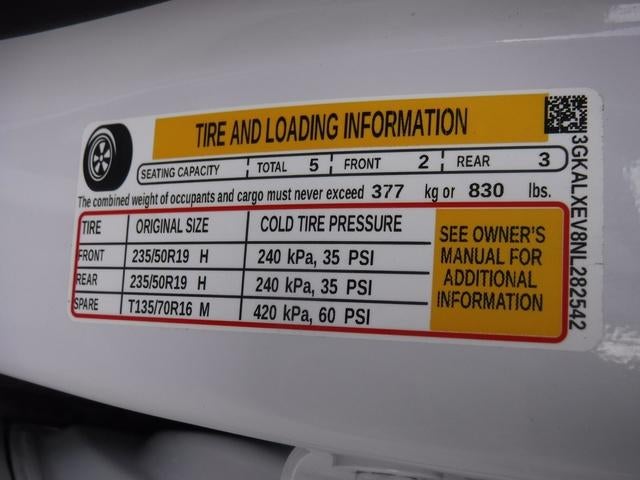 TIRE AND LOADING INFORMATION
SEATING CAPACITY TOTAL 5 FRONT 2 REAR 3
The combined weight of occupants and cargo must never exceed 377 kg or 830 lbs.
TIRE ORIGINAL SIZE COLD TIRE PRESSURE
FRONT 235/50R19 H 240 kPa, 35 PSI
REAR 235/50R19 H 240 kPa, 35 PSI
SPARE T135/70R16 M 420 kPa, 60 PSI
SEE OWNER'S
MANUAL FOR
ADDITIONAL
INFORMATION
3GKALXEV8NL282542